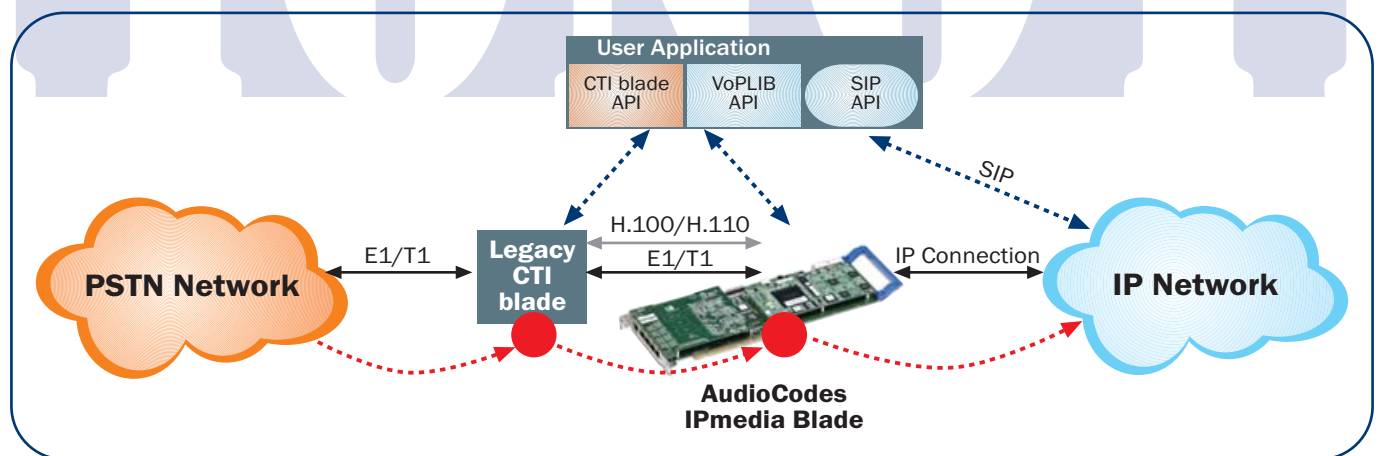 User Application
CTI blade
API
VoPLIB
API
SIP
API
SIP
H.100/H.110
E1/T1
E1/T1
IP Connection
PSTN Network
Legacy
CTI
blade
IP Network
AudioCodes
IPmedia Blade